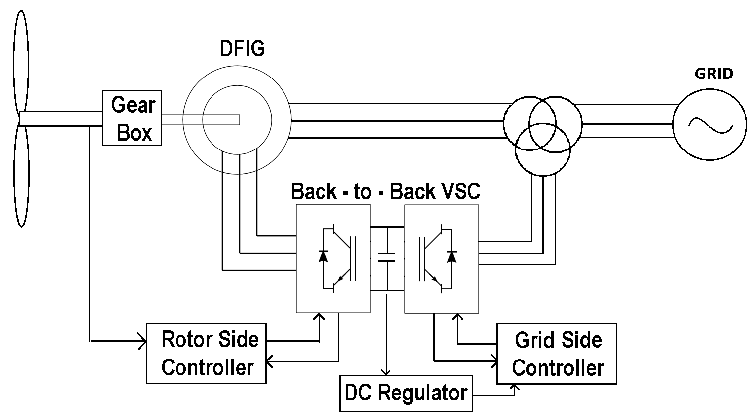 DFIG
GRID
Gear
Box
Back - to - Back VSC
Rotor Side
Controller
Grid Side
Controller
DC Regulator